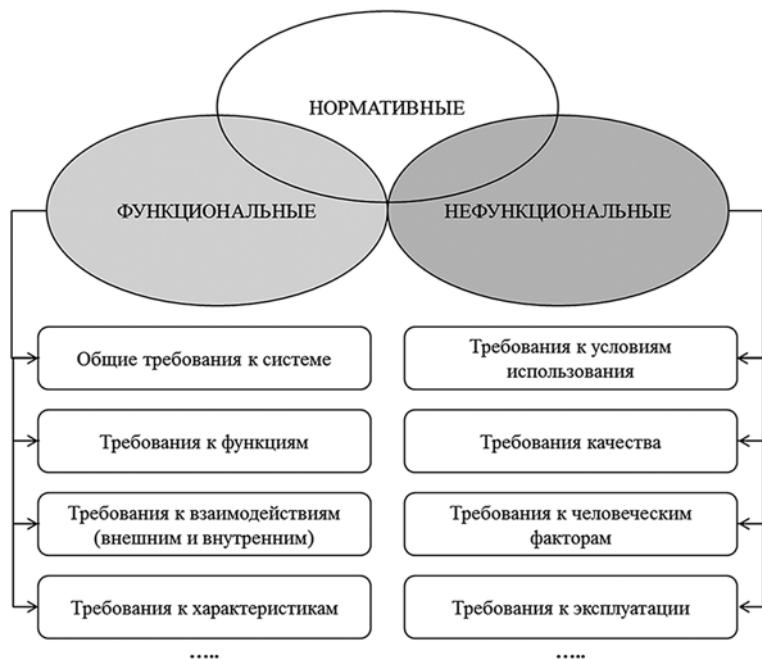 НОРМАТИВНЫЕ
ФУНКЦИОНАЛЬНЫЕ
НЕФУНКЦИОНАЛЬНЫЕ
Общие требования к системе
Требования к функциям
Требования к взаимодействиям
(внешним и внутренним)
Требования к характеристикам
.....
Требования к условиям
использования
Требования качества
Требования к человеческим
факторам
Требования к эксплуатации
.....